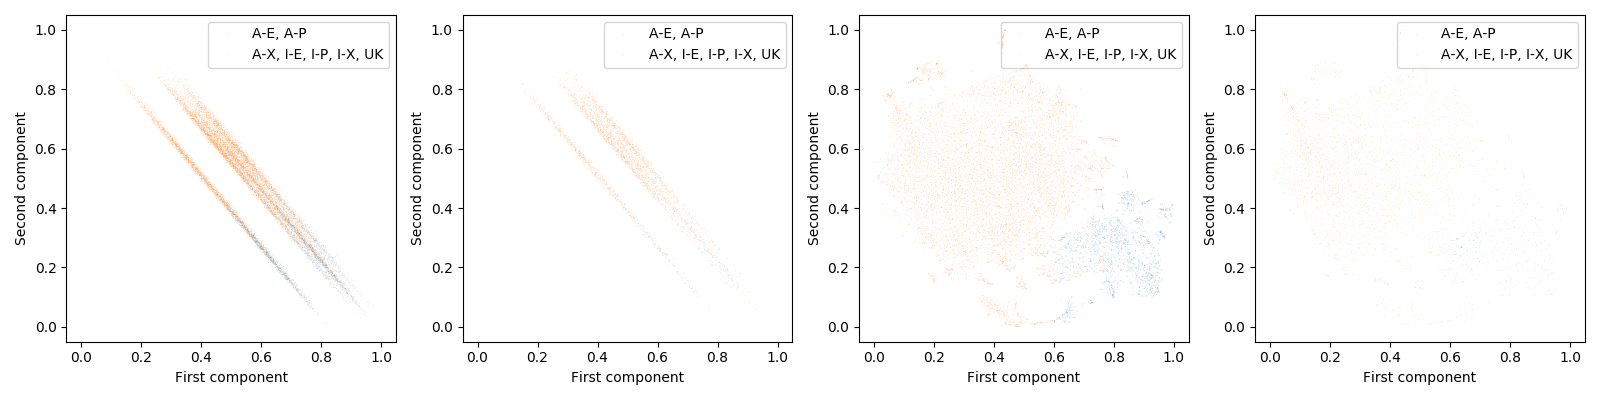 A-E, A-P
A-X, I-E, I-P, I-X, UK
1.0
0.8
0.6
0.4
0.2
0.0
Second component
0.0 0.2 0.4 0.6 0.8 1.0
First component
A-E, A-P
A-X, I-E, I-P, I-X, UK
1.0
0.8
0.6
0.4
0.2
0.0
Second component
0.0 0.2 0.4 0.6 0.8 1.0
First component
A-E, A-P
A-X, I-E, I-P, I-X, UK
1.0
0.8
0.6
0.4
0.2
0.0
Second component
0.0 0.2 0.4 0.6 0.8 1.0
First component
A-E, A-P
A-X, I-E, I-P, I-X, UK
1.0
0.8
0.6
0.4
0.2
0.0
Second component
0.0 0.2 0.4 0.6 0.8 1.0
First component